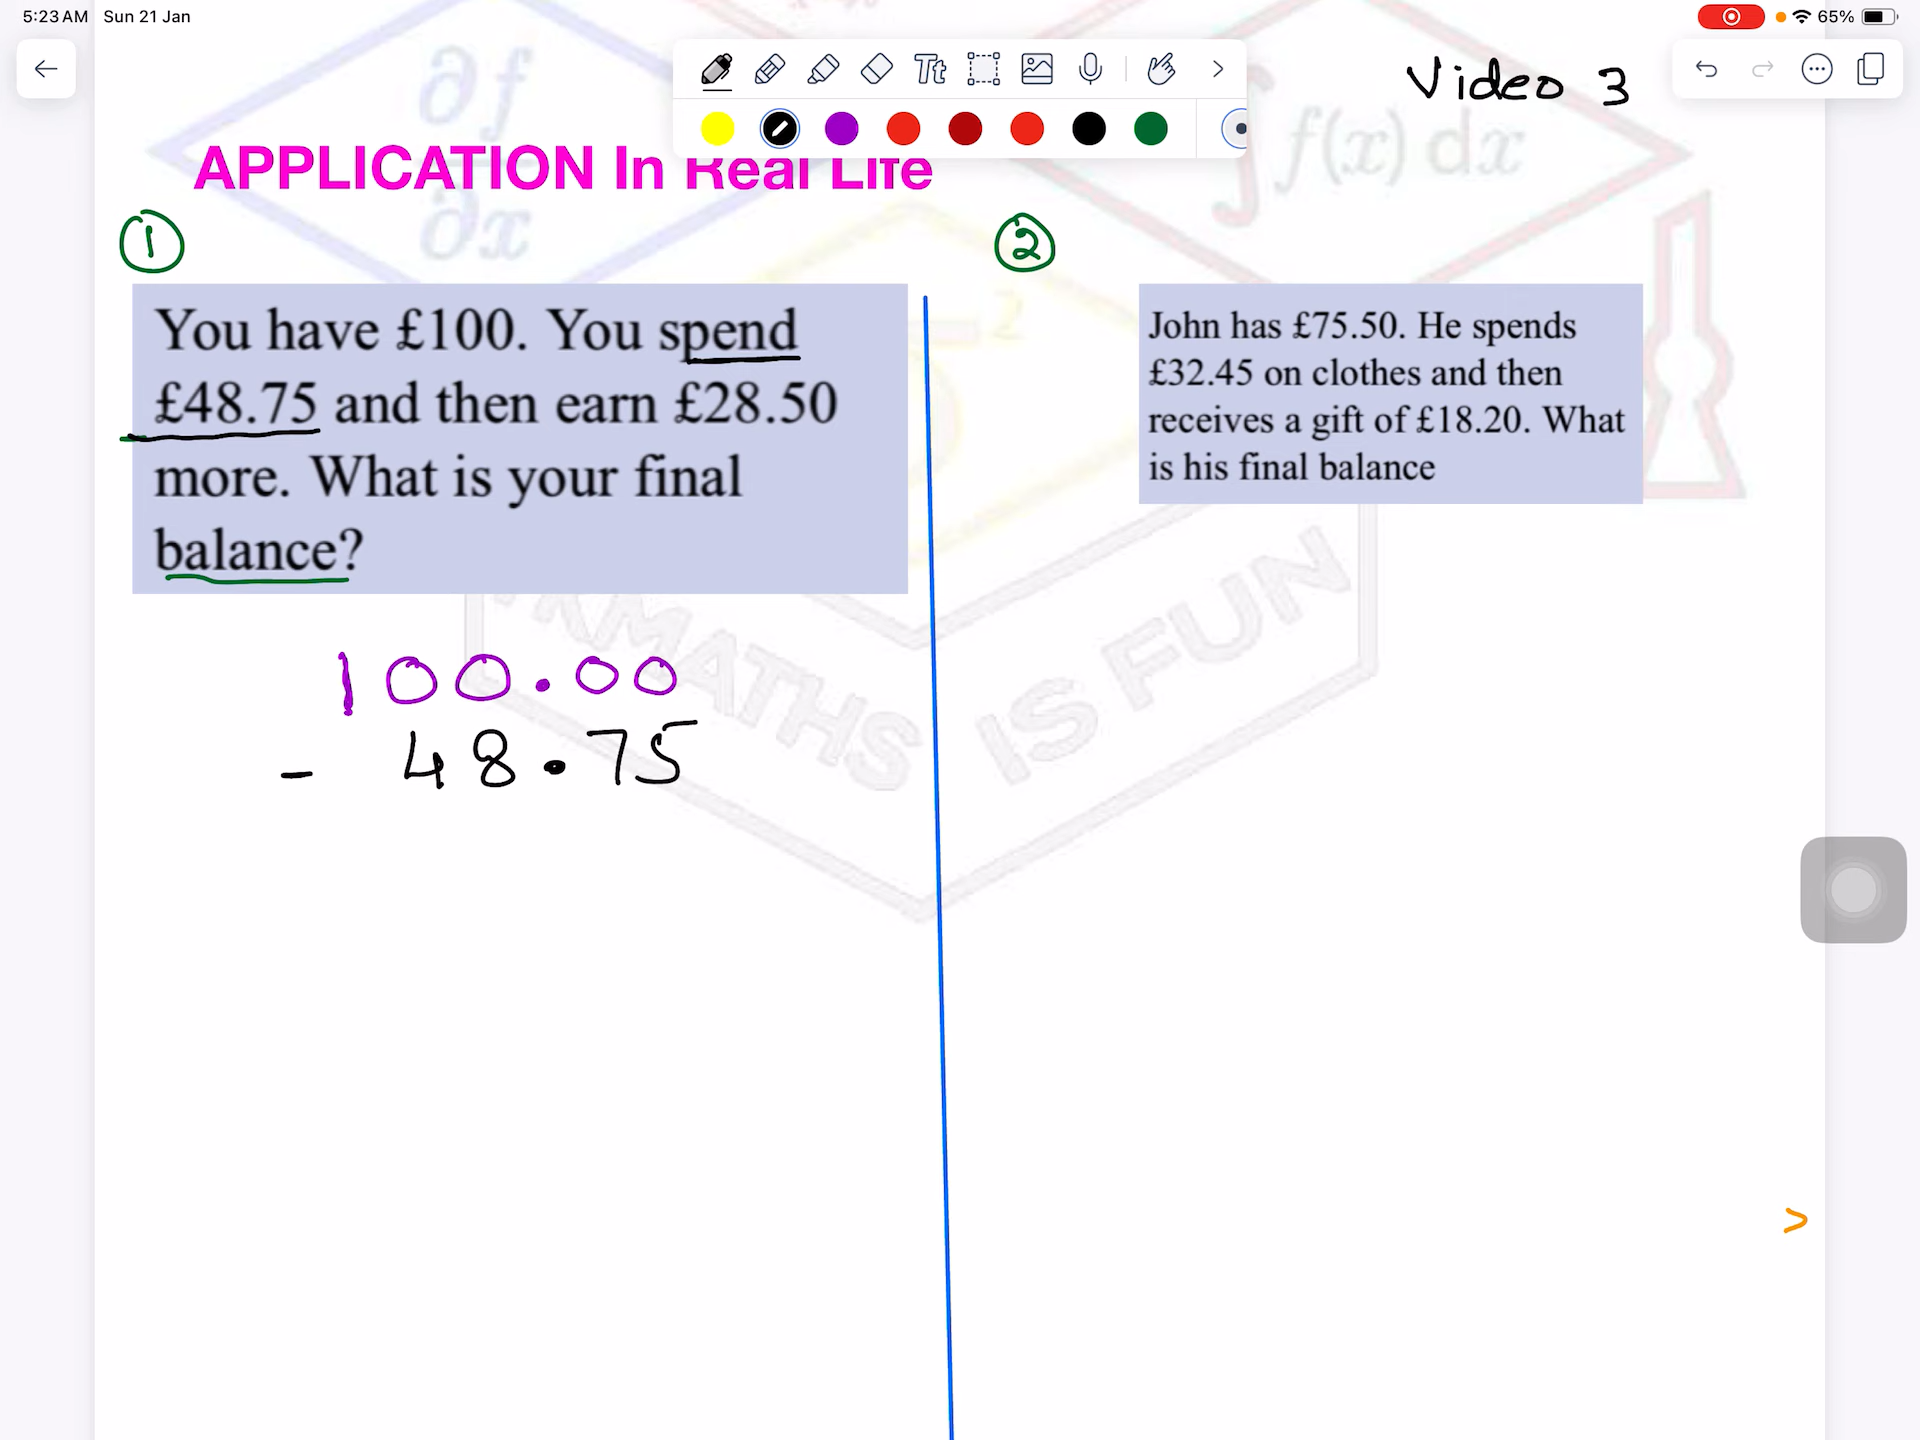 5:23 AM Sun 21 Jan
65%
Tt
Video 3
∂f
∂x
∫ f(x) dx
APPLICATION In Real Life
1
You have £100. You spend
£48.75 and then earn £28.50
more. What is your final
balance?
100.00
- 48.75
2
John has £75.50. He spends
£32.45 on clothes and then
receives a gift of £18.20. What
is his final balance
MATHS IS FUN
>